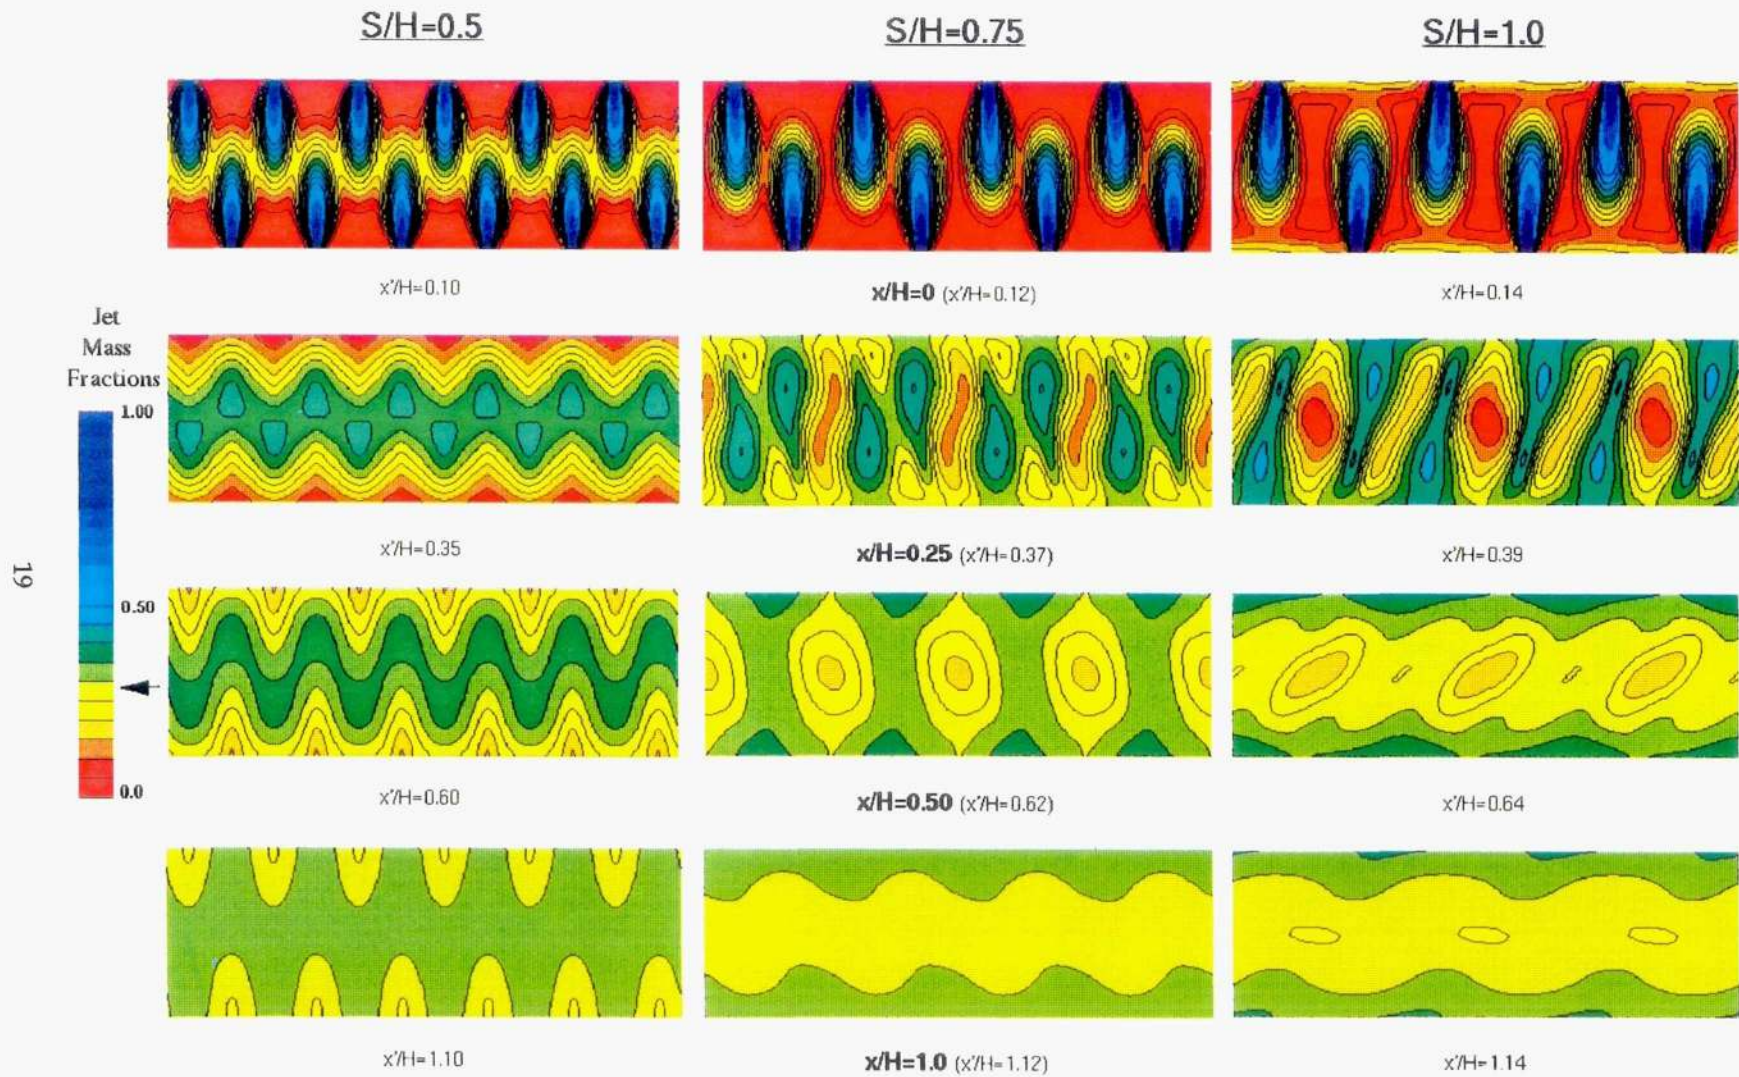 S/H=0.5
S/H=0.75
S/H=1.0
x'/H=0.10
x/H=0 (x'/H=0.12)
x'/H=0.14
Jet
Mass
Fractions
1.00
0.50
0.0
x'/H=0.35
x/H=0.25 (x'/H=0.37)
x'/H=0.39
19
x'/H=0.60
x/H=0.50 (x'/H=0.62)
x'/H=0.64
x'/H=1.10
x/H=1.0 (x'/H=1.12)
x'/H=1.14